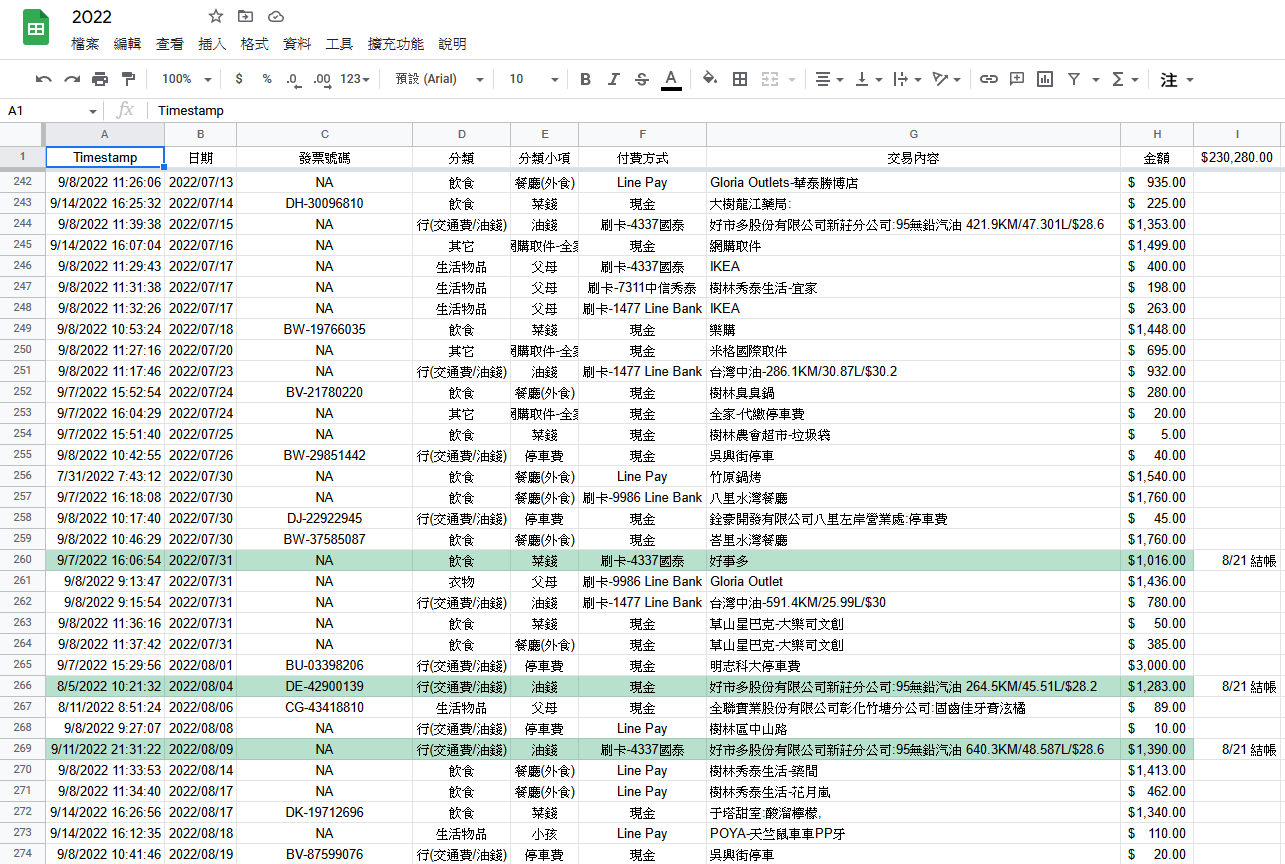 2022
檔案 編輯 查看 插入 格式 資料 工具 擴充功能 說明
100% $ % .0 .00 123 預設 (Arial) 10 B I S A Σ 注
A1 fx Timestamp
A B C D E F G H I
1 Timestamp 日期 發票號碼 分類 分類小項 付費方式 交易內容 金額 $230,280.00
242 9/8/2022 11:26:06 2022/07/13 NA 飲食 餐廳(外食) Line Pay Gloria Outlets-華泰勝博店 $ 935.00
243 9/14/2022 16:25:32 2022/07/14 DH-30096810 飲食 菜錢 現金 大樹龍江藥局: $ 225.00
244 9/8/2022 11:39:38 2022/07/15 NA 行(交通費/油錢) 油錢 刷卡-4337國泰 好市多股份有限公司新莊分公司:95無鉛汽油 421.9KM/47.301L/$28.6 $1,353.00
245 9/14/2022 16:07:04 2022/07/16 NA 其它 網購取件-全家 現金 網購取件 $1,499.00
246 9/8/2022 11:29:43 2022/07/17 NA 生活物品 父母 刷卡-4337國泰 IKEA $ 400.00
247 9/8/2022 11:31:38 2022/07/17 NA 生活物品 父母 刷卡-7311中信秀泰 樹林秀泰生活-宜家 $ 198.00
248 9/8/2022 11:32:26 2022/07/17 NA 生活物品 父母 刷卡-1477 Line Bank IKEA $ 263.00
249 9/8/2022 10:53:24 2022/07/18 BW-19766035 飲食 菜錢 現金 樂購 $1,448.00
250 9/8/2022 11:27:16 2022/07/20 NA 其它 網購取件-全家 現金 米格國際取件 $ 695.00
251 9/8/2022 11:17:46 2022/07/23 NA 行(交通費/油錢) 油錢 刷卡-1477 Line Bank 台灣中油-286.1KM/30.87L/$30.2 $ 932.00
252 9/7/2022 15:52:54 2022/07/24 BV-21780220 飲食 餐廳(外食) 現金 樹林臭臭鍋 $ 280.00
253 9/7/2022 16:04:29 2022/07/24 NA 其它 網購取件-全家 現金 全家-代繳停車費 $ 20.00
254 9/7/2022 15:51:40 2022/07/25 NA 飲食 菜錢 現金 樹林農會超市-垃圾袋 $ 5.00
255 9/8/2022 10:42:55 2022/07/26 BW-29851442 行(交通費/油錢) 停車費 現金 吳興街停車 $ 40.00
256 7/31/2022 7:43:12 2022/07/30 NA 飲食 餐廳(外食) Line Pay 竹原鍋烤 $1,540.00
257 9/7/2022 16:18:08 2022/07/30 NA 飲食 餐廳(外食) 刷卡-9986 Line Bank 八里水灣餐廳 $1,760.00
258 9/8/2022 10:17:40 2022/07/30 DJ-22922945 行(交通費/油錢) 停車費 現金 銓豪開發有限公司八里左岸營業處:停車費 $ 45.00
259 9/8/2022 10:46:29 2022/07/30 BW-37585087 飲食 餐廳(外食) 現金 峇里水灣餐廳 $1,760.00
260 9/7/2022 16:06:54 2022/07/31 NA 飲食 菜錢 刷卡-4337國泰 好事多 $1,016.00 8/21 結帳
261 9/8/2022 9:13:47 2022/07/31 NA 衣物 父母 刷卡-9986 Line Bank Gloria Outlet $1,436.00
262 9/8/2022 9:15:54 2022/07/31 NA 行(交通費/油錢) 油錢 刷卡-1477 Line Bank 台灣中油-591.4KM/25.99L/$30 $ 780.00
263 9/8/2022 11:36:16 2022/07/31 NA 飲食 菜錢 現金 草山星巴克-大樂司文創 $ 50.00
264 9/8/2022 11:37:42 2022/07/31 NA 飲食 餐廳(外食) 現金 草山星巴克-大樂司文創 $ 385.00
265 9/7/2022 15:29:56 2022/08/01 BU-03398206 行(交通費/油錢) 停車費 現金 明志科大停車費 $3,000.00
266 8/5/2022 10:21:32 2022/08/04 DE-42900139 行(交通費/油錢) 油錢 現金 好市多股份有限公司新莊分公司:95無鉛汽油 264.5KM/45.51L/$28.2 $1,283.00 8/21 結帳
267 8/11/2022 8:51:24 2022/08/06 CG-43418810 生活物品 父母 現金 全聯實業股份有限公司彰化竹塘分公司:固齒佳牙膏泫橘 $ 89.00
268 9/8/2022 9:27:07 2022/08/08 NA 行(交通費/油錢) 停車費 Line Pay 樹林區中山路 $ 10.00
269 9/11/2022 21:31:22 2022/08/09 NA 行(交通費/油錢) 油錢 刷卡-4337國泰 好市多股份有限公司新莊分公司:95無鉛汽油 640.3KM/48.587L/$28.6 $1,390.00 8/21 結帳
270 9/8/2022 11:33:53 2022/08/14 NA 飲食 餐廳(外食) Line Pay 樹林秀泰生活-築間 $1,413.00
271 9/8/2022 11:34:40 2022/08/17 NA 飲食 餐廳(外食) Line Pay 樹林秀泰生活-花月嵐 $ 462.00
272 9/14/2022 16:26:56 2022/08/17 DK-19712696 飲食 菜錢 現金 于塔甜室:酸溜檸檬, $1,340.00
273 9/14/2022 16:12:35 2022/08/18 NA 生活物品 小孩 Line Pay POYA-天竺鼠車車PP牙 $ 110.00
274 9/8/2022 10:41:46 2022/08/19 BV-87599076 行(交通費/油錢) 停車費 現金 吳興街停車 $ 20.00